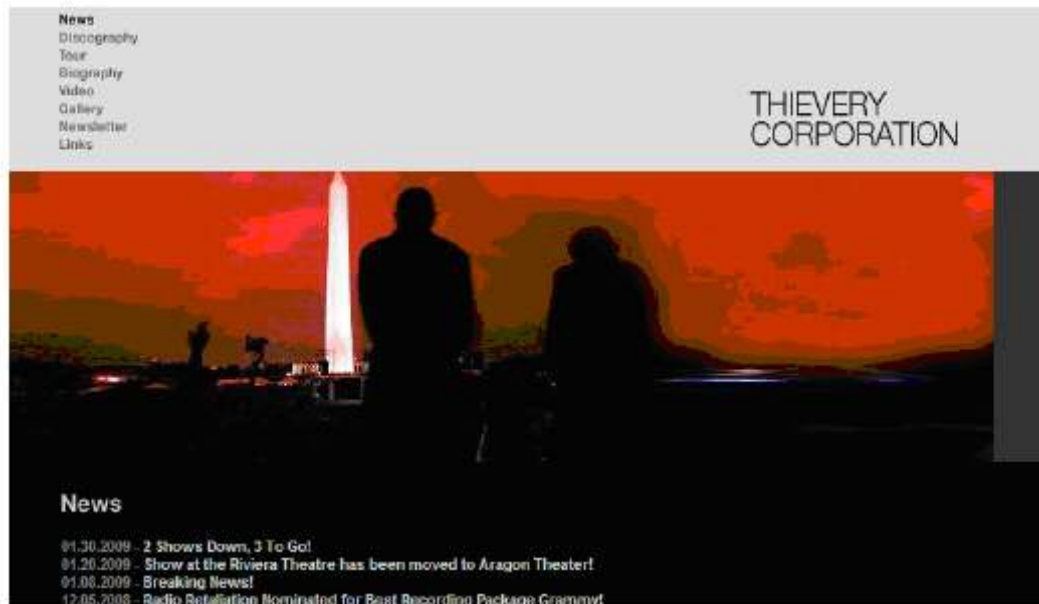 News
Discography
Tour
Biography
Video
Gallery
Newsletter
Links
THIEVERY
CORPORATION
News
01.30.2009 - 2 Shows Down, 3 To Go!
01.20.2009 - Show at the Riviera Theatre has been moved to Aragon Theater!
01.08.2009 - Breaking News!
12.05.2008 - Radio Retaliation Nominated for Best Recording Package Grammy!